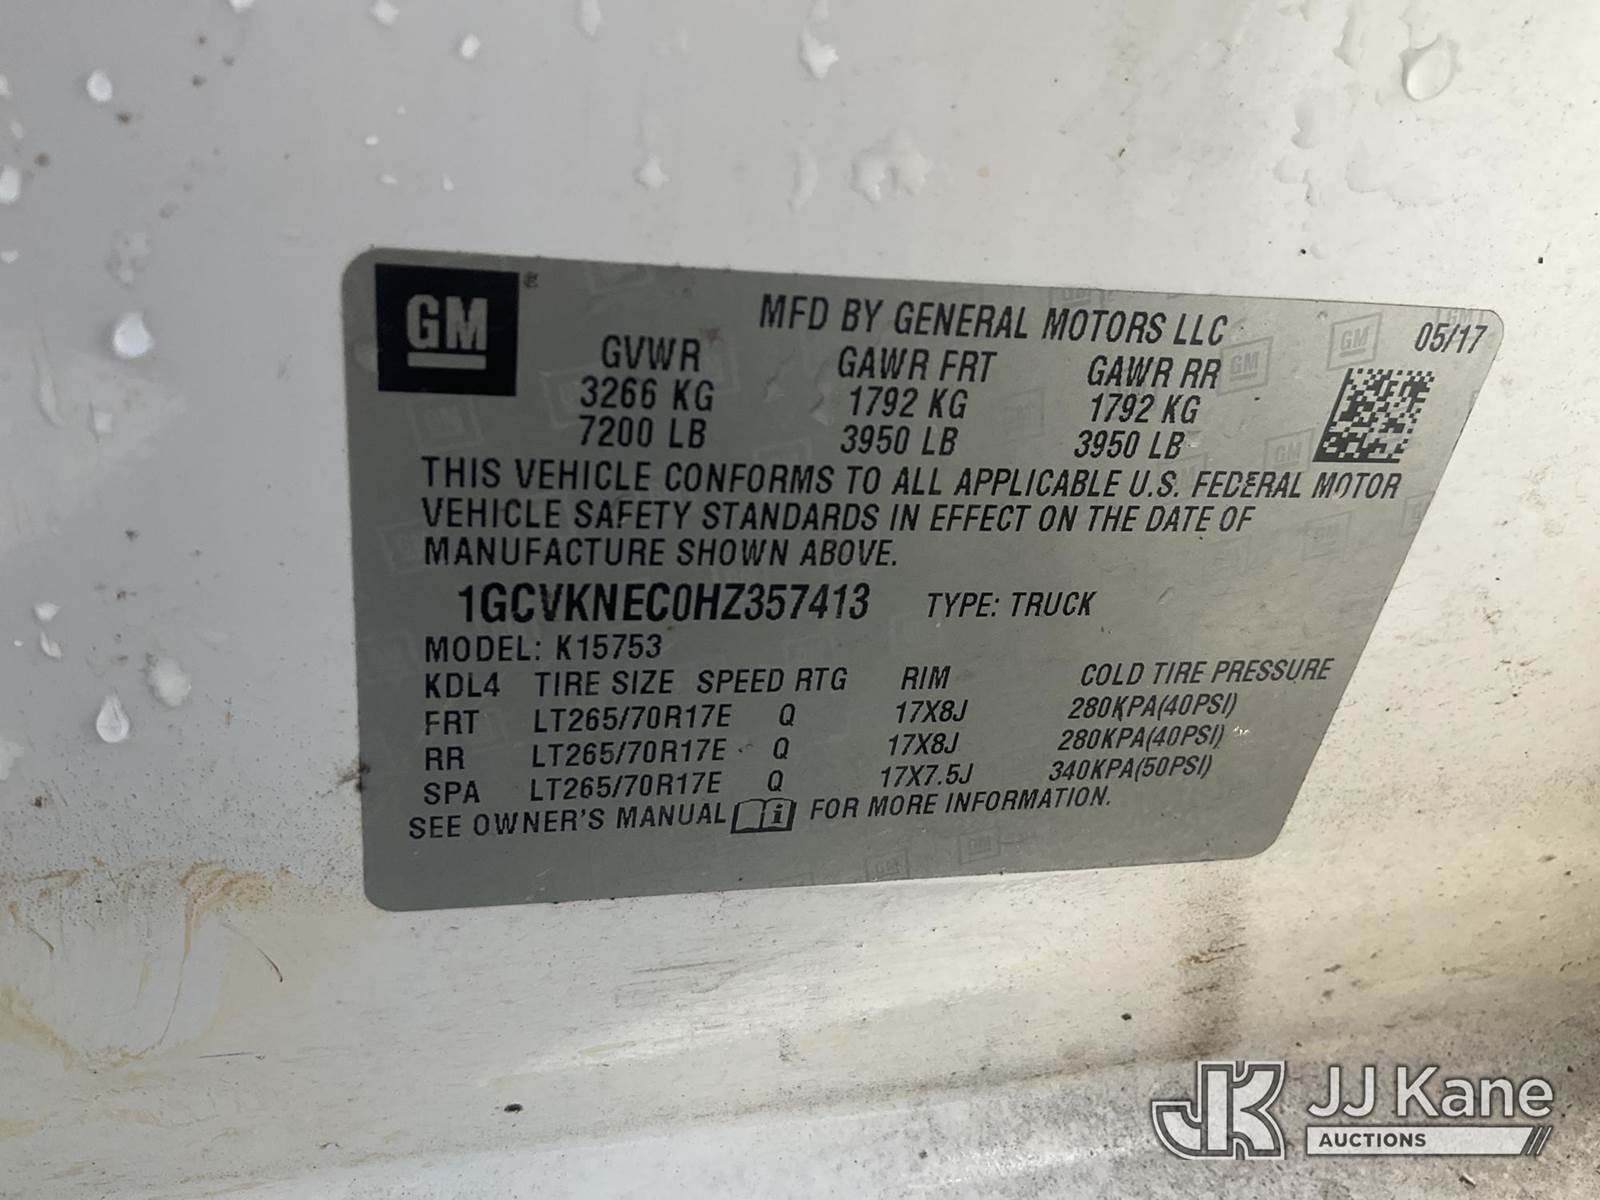 GM®
MFD BY GENERAL MOTORS LLC 05/17
GVWR GAWR FRT GAWR RR
3266 KG 1792 KG 1792 KG
7200 LB 3950 LB 3950 LB
THIS VEHICLE CONFORMS TO ALL APPLICABLE U.S. FEDERAL MOTOR
VEHICLE SAFETY STANDARDS IN EFFECT ON THE DATE OF
MANUFACTURE SHOWN ABOVE.
1GCVKNEC0HZ357413 TYPE: TRUCK
MODEL: K15753
KDL4 TIRE SIZE SPEED RTG RIM COLD TIRE PRESSURE
FRT LT265/70R17E Q 17X8J 280KPA(40PSI)
RR LT265/70R17E Q 17X8J 280KPA(40PSI)
SPA LT265/70R17E Q 17X7.5J 340KPA(50PSI)
SEE OWNER'S MANUAL i FOR MORE INFORMATION.
JK JJ Kane
AUCTIONS